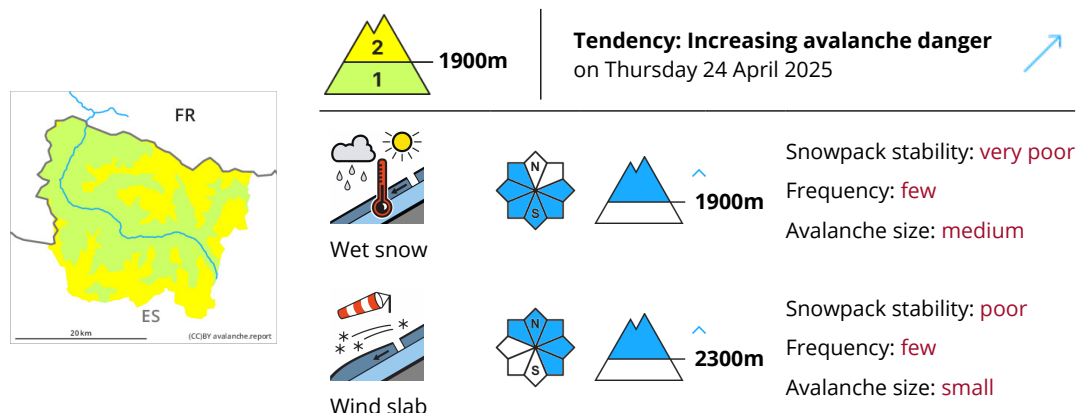 2
1
1900m
Tendency: Increasing avalanche danger
on Thursday 24 April 2025
FR
ES
20 km
(CC)BY avalanche.report
Wet snow
N
S
1900m
Snowpack stability: very poor
Frequency: few
Avalanche size: medium
Wind slab
N
S
2300m
Snowpack stability: poor
Frequency: few
Avalanche size: small